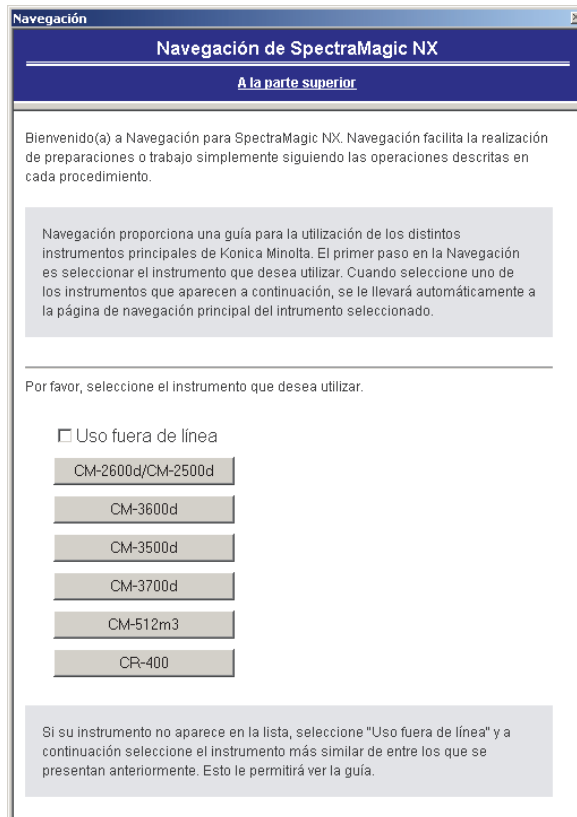 Navegación
Navegación de SpectraMagic NX
A la parte superior
Bienvenido(a) a Navegación para SpectraMagic NX. Navegación facilita la realización
de preparaciones o trabajo simplemente siguiendo las operaciones descritas en
cada procedimiento.
Navegación proporciona una guía para la utilización de los distintos
instrumentos principales de Konica Minolta. El primer paso en la Navegación
es seleccionar el instrumento que desea utilizar. Cuando seleccione uno de
los instrumentos que aparecen a continuación, se le llevará automáticamente a
la página de navegación principal del intrumento seleccionado.
Por favor, seleccione el instrumento que desea utilizar.
Uso fuera de línea
CM-2600d/CM-2500d
CM-3600d
CM-3500d
CM-3700d
CM-512m3
CR-400
Si su instrumento no aparece en la lista, seleccione "Uso fuera de línea" y a
continuación seleccione el instrumento más similar de entre los que se
presentan anteriormente. Esto le permitirá ver la guía.